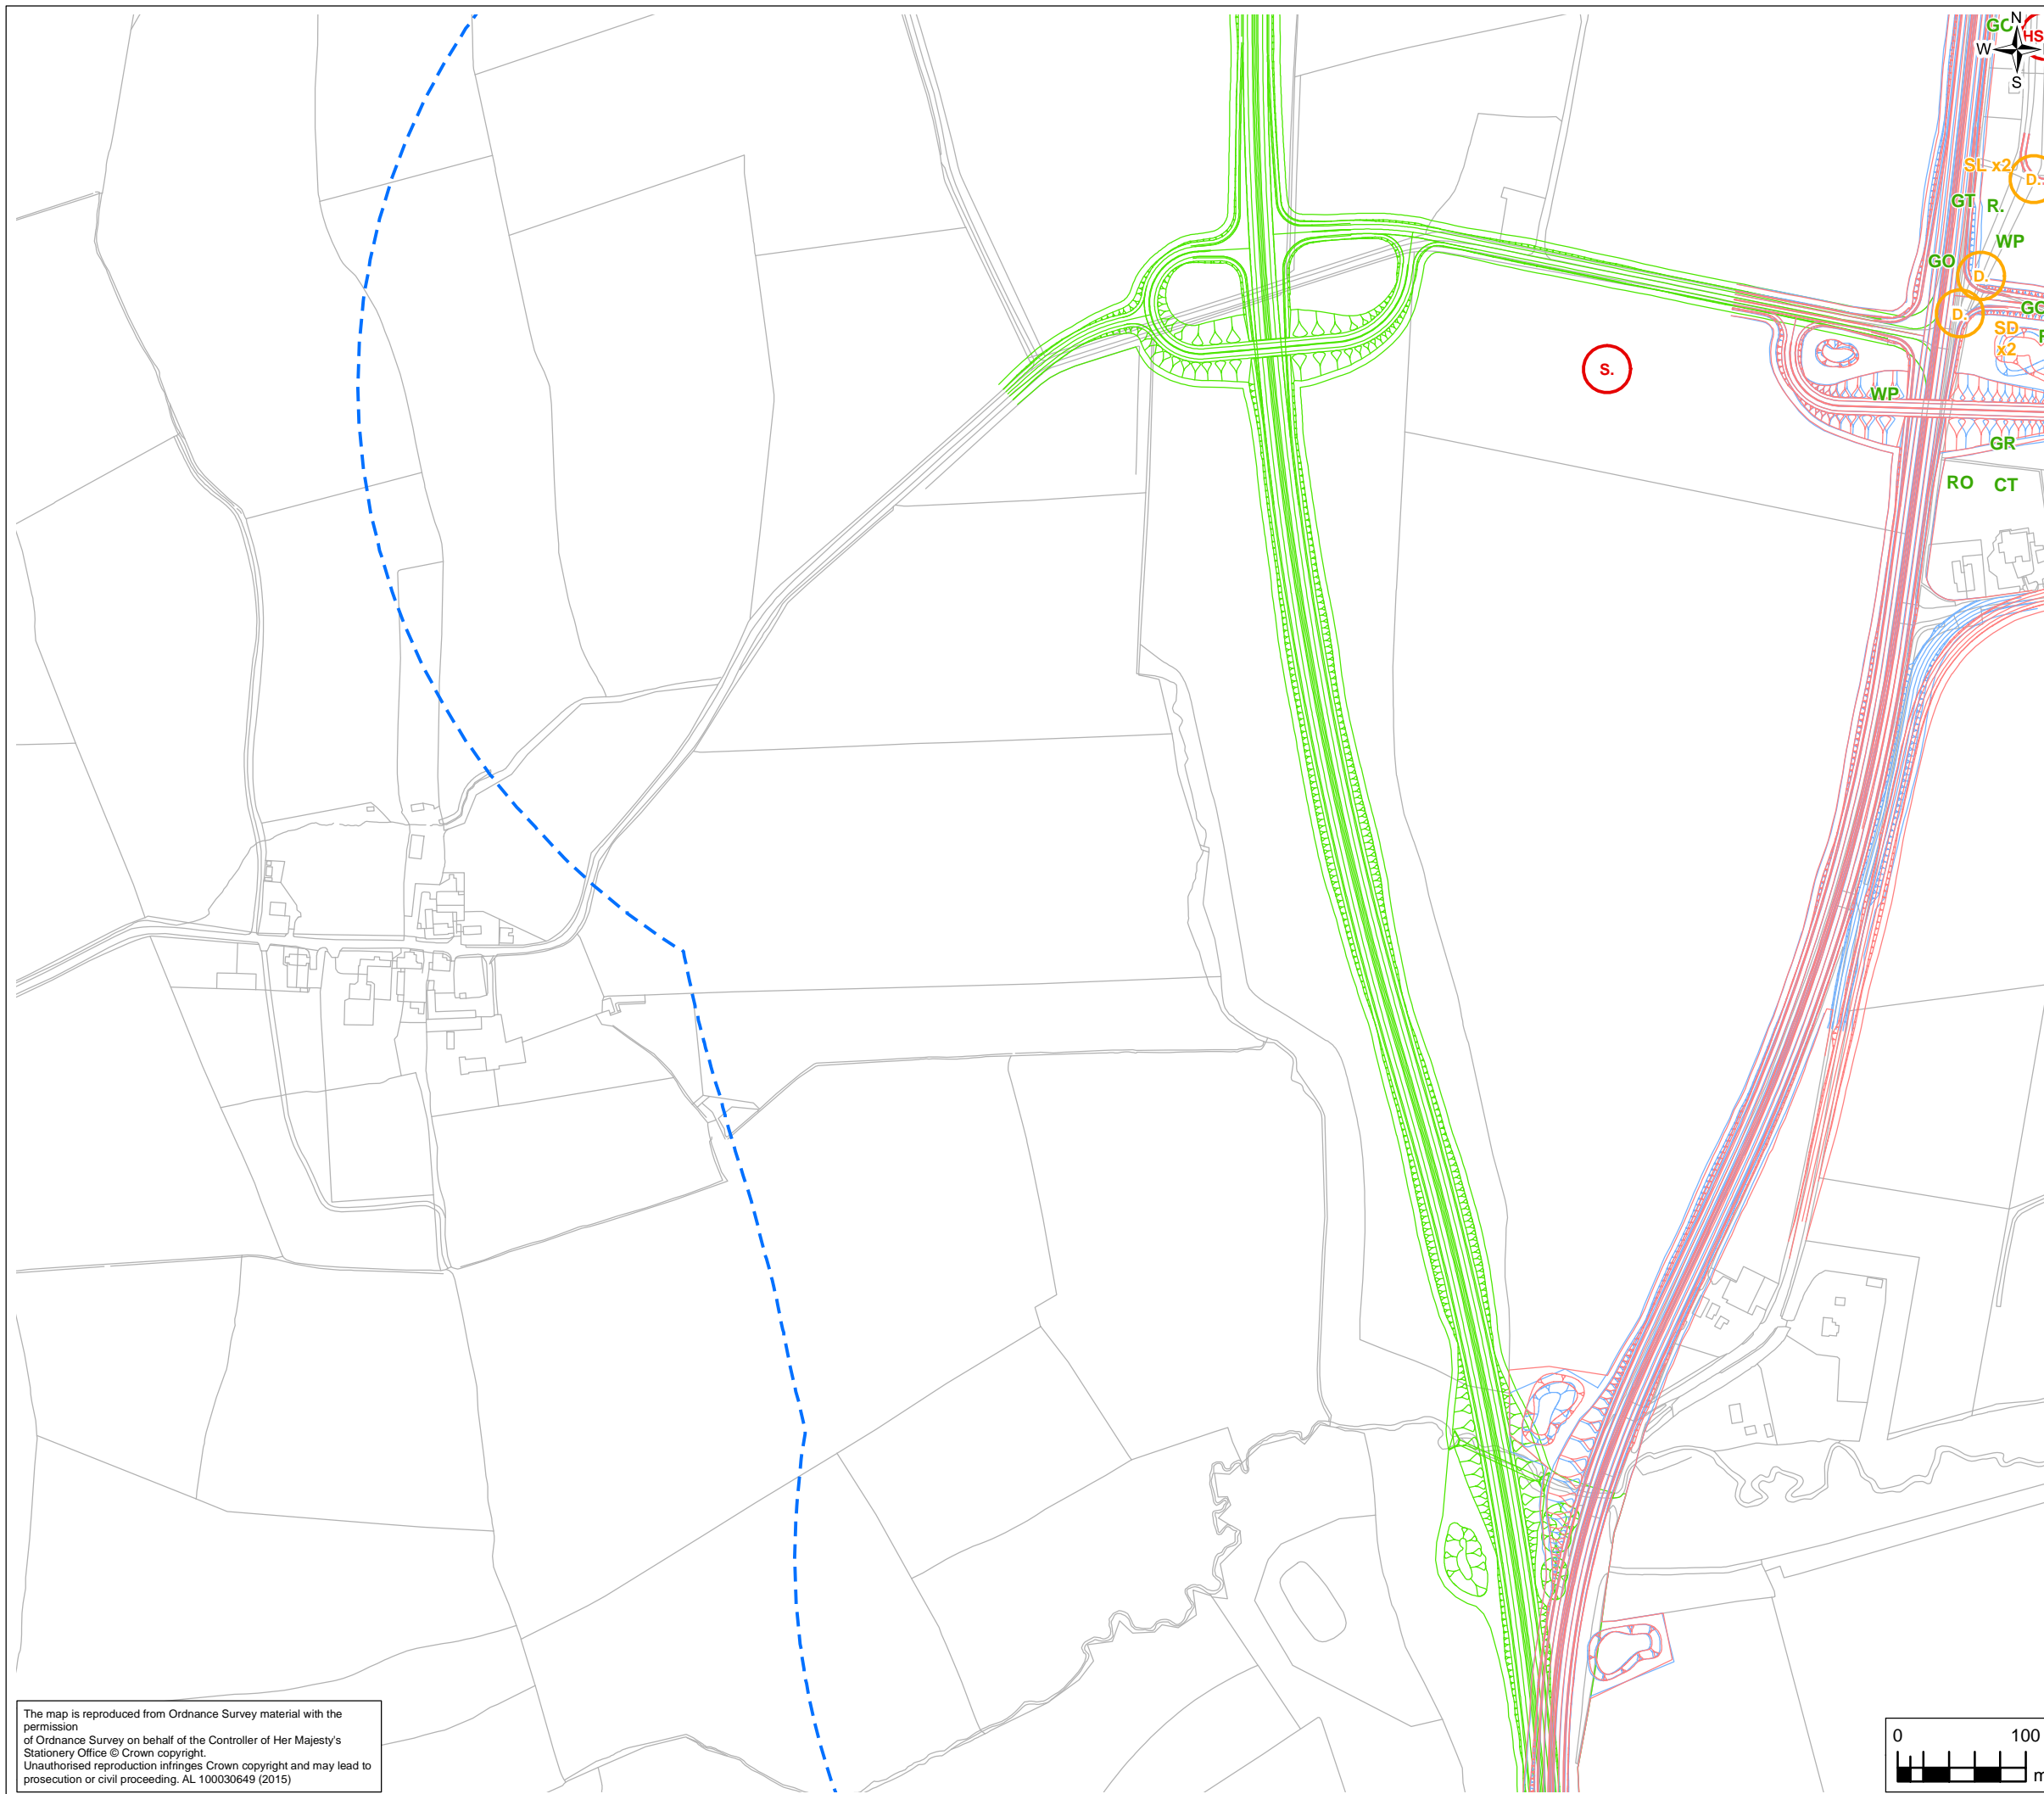 N
GC
HS
W
S
SL x2
D.
GT
R.
WP
GO
D.
D.
GC
SD
x2
S.
WP
GR
RO
CT
The map is reproduced from Ordnance Survey material with the
permission
of Ordnance Survey on behalf of the Controller of Her Majesty's
Stationery Office © Crown copyright.
Unauthorised reproduction infringes Crown copyright and may lead to
prosecution or civil proceeding. AL 100030649 (2015)
0
100
m